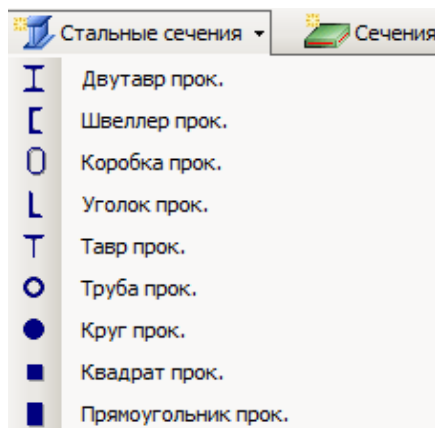 Стальные сечения Сечения
Двутавр прок.
Швеллер прок.
Коробка прок.
Уголок прок.
Тавр прок.
Труба прок.
Круг прок.
Квадрат прок.
Прямоугольник прок.